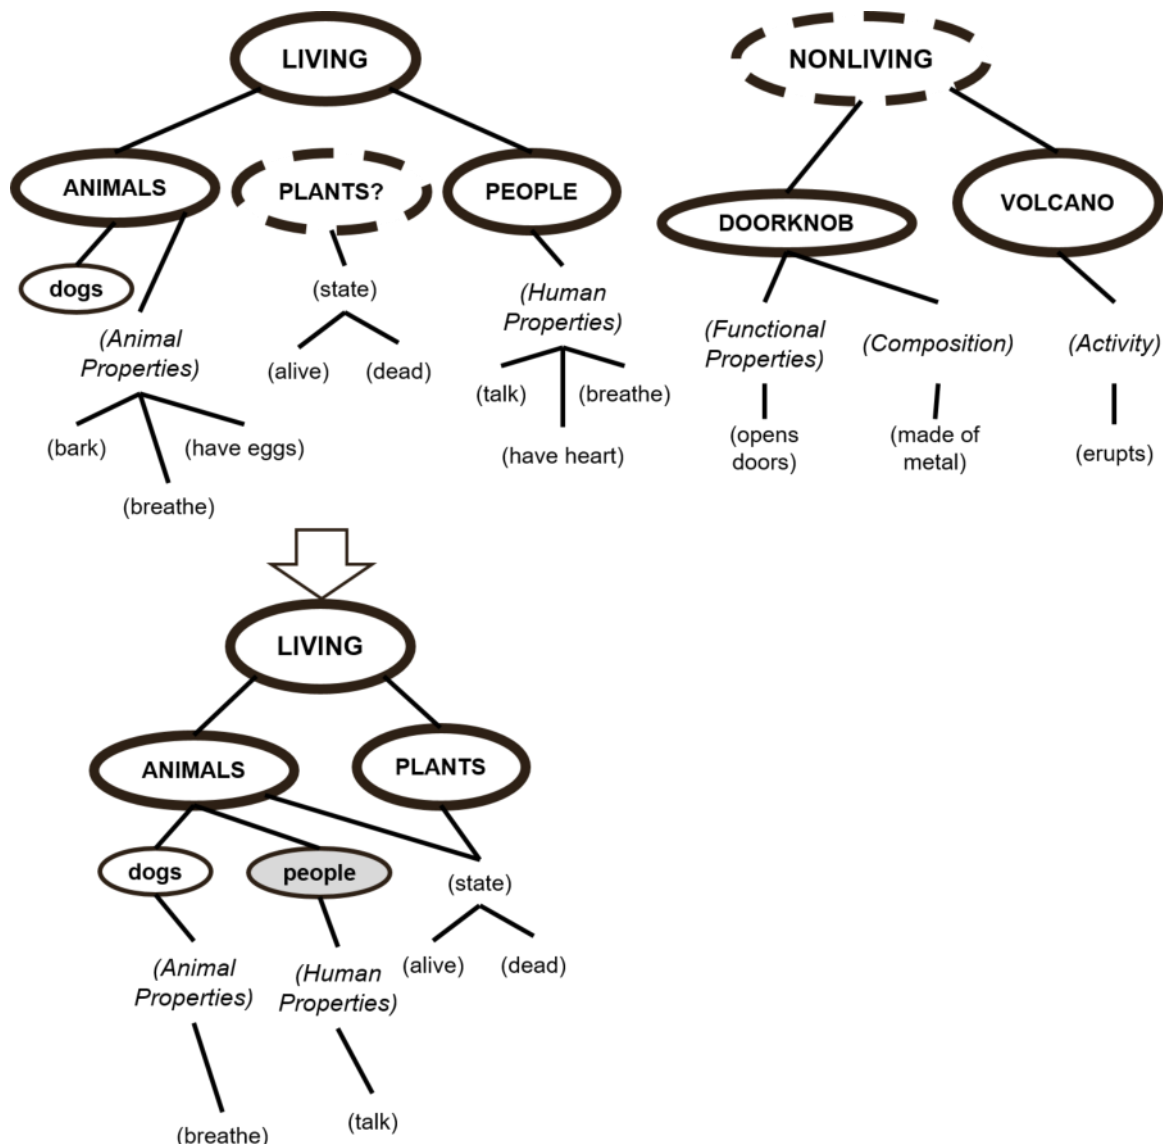 LIVING
NONLIVING
ANIMALS
PLANTS?
PEOPLE
DOORKNOB
VOLCANO
dogs
(state)
(Human
Properties)
(Animal
Properties)
(Functional
Properties)
(Composition)
(Activity)
(alive)
(dead)
(talk)
(breathe)
(bark)
(have eggs)
(have heart)
(opens
doors)
(made of
metal)
(erupts)
(breathe)
LIVING
ANIMALS
PLANTS
dogs
people
(state)
(Animal
Properties)
(Human
Properties)
(alive)
(dead)
(breathe)
(talk)